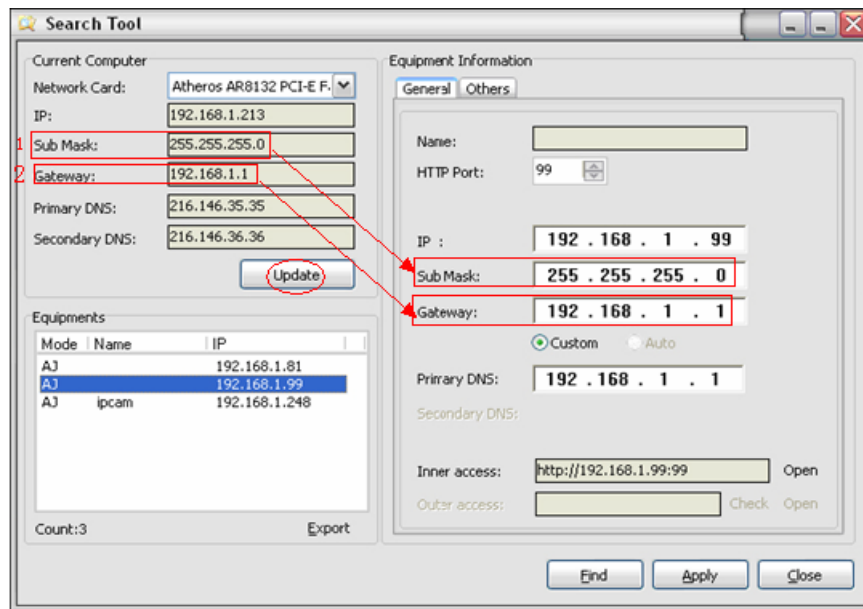 Search Tool
Current Computer
Network Card: Atheros AR8132 PCI-E F.
IP: 192.168.1.213
1 Sub Mask: 255.255.255.0
2 Gateway: 192.168.1.1
Primary DNS: 216.146.35.35
Secondary DNS: 216.146.36.36
Update
Equipments
Mode Name IP
AJ 192.168.1.81
AJ 192.168.1.99
AJ ipcam 192.168.1.248
Count:3 Export
Equipment Information
General Others
Name:
HTTP Port: 99
IP : 192 . 168 . 1 . 99
Sub Mask: 255 . 255 . 255 . 0
Gateway: 192 . 168 . 1 . 1
Custom Auto
Primary DNS: 192 . 168 . 1 . 1
Secondary DNS:
Inner access: http://192.168.1.99:99 Open
Outer access: Check Open
Find Apply Close